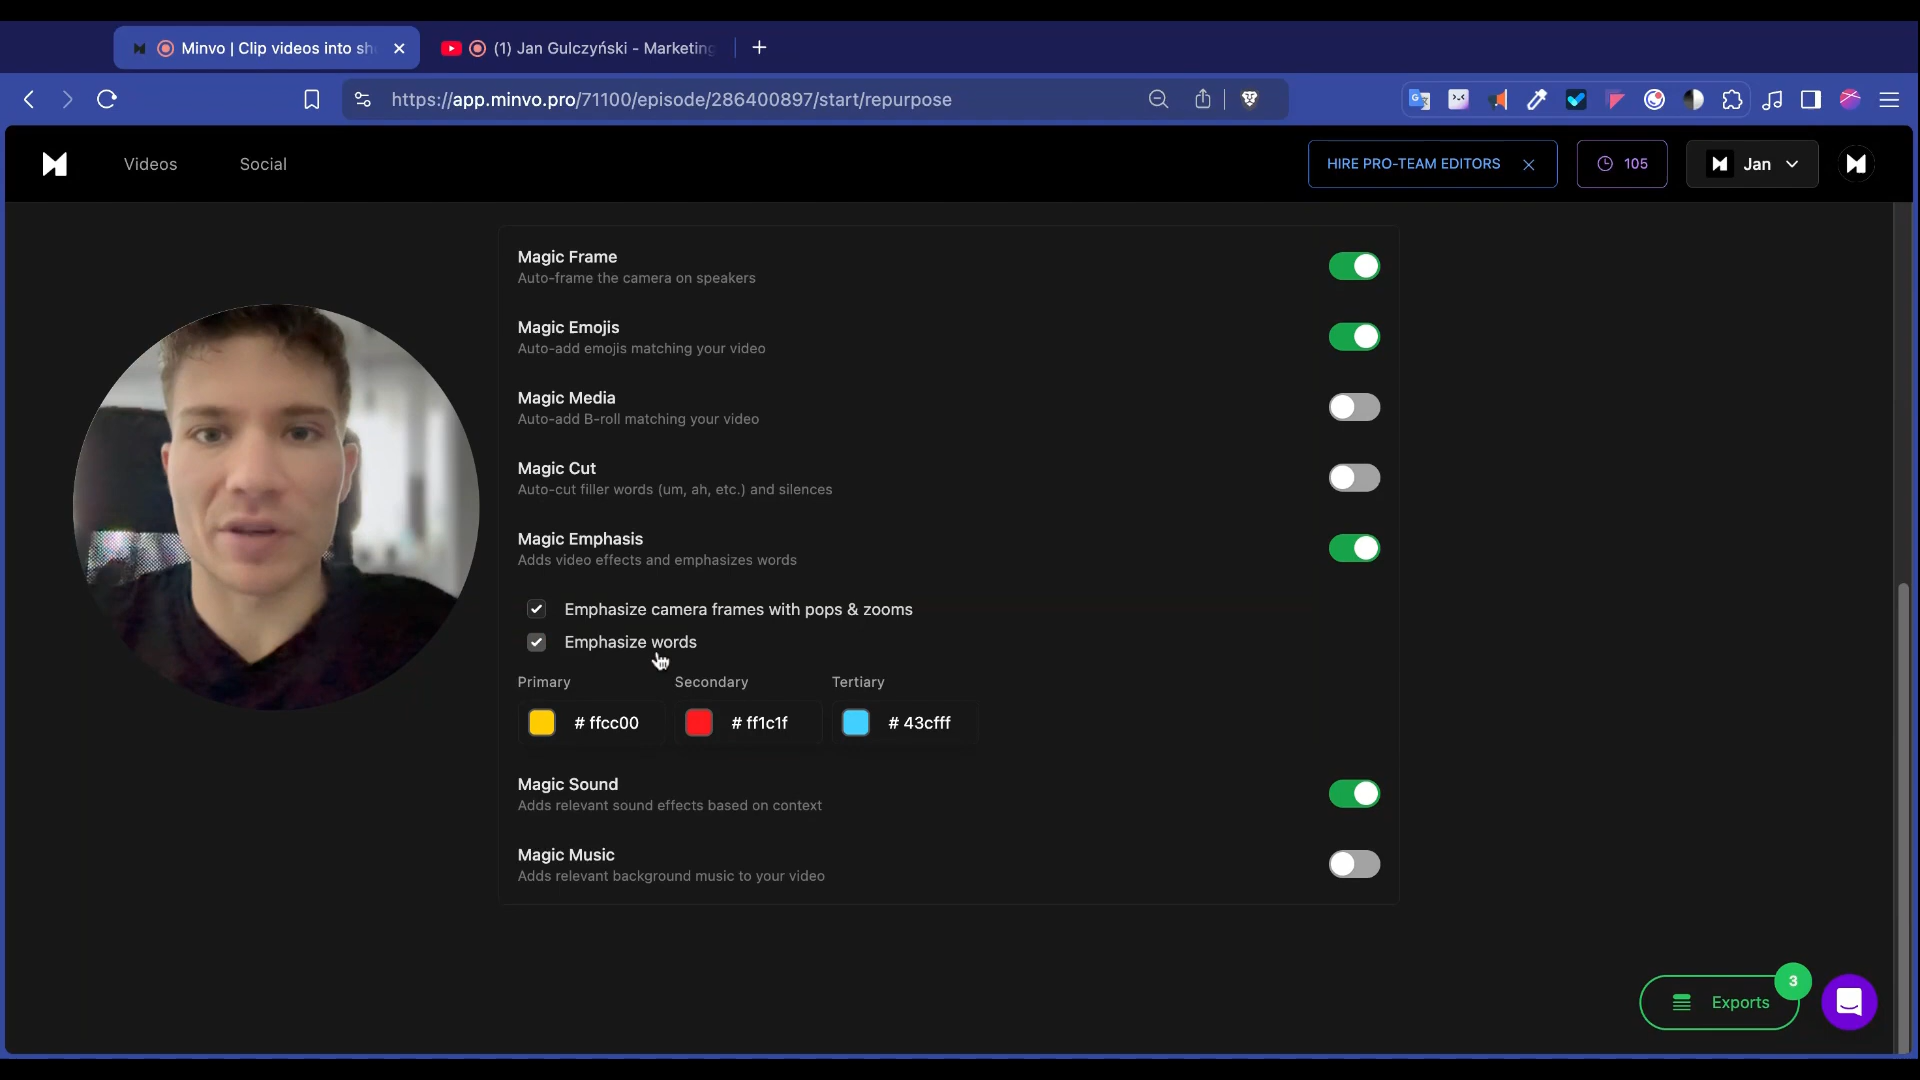 Minvo | Clip videos into sho
(1) Jan Gulczyński - Marketing
https://app.minvo.pro/71100/episode/286400897/start/repurpose
Videos
Social
HIRE PRO-TEAM EDITORS
105
Jan
Magic Frame
Auto-frame the camera on speakers
Magic Emojis
Auto-add emojis matching your video
Magic Media
Auto-add B-roll matching your video
Magic Cut
Auto-cut filler words (um, ah, etc.) and silences
Magic Emphasis
Adds video effects and emphasizes words
Emphasize camera frames with pops & zooms
Emphasize words
Primary Secondary Tertiary
# ffcc00 # ff1c1f # 43cfff
Magic Sound
Adds relevant sound effects based on context
Magic Music
Adds relevant background music to your video
3
Exports